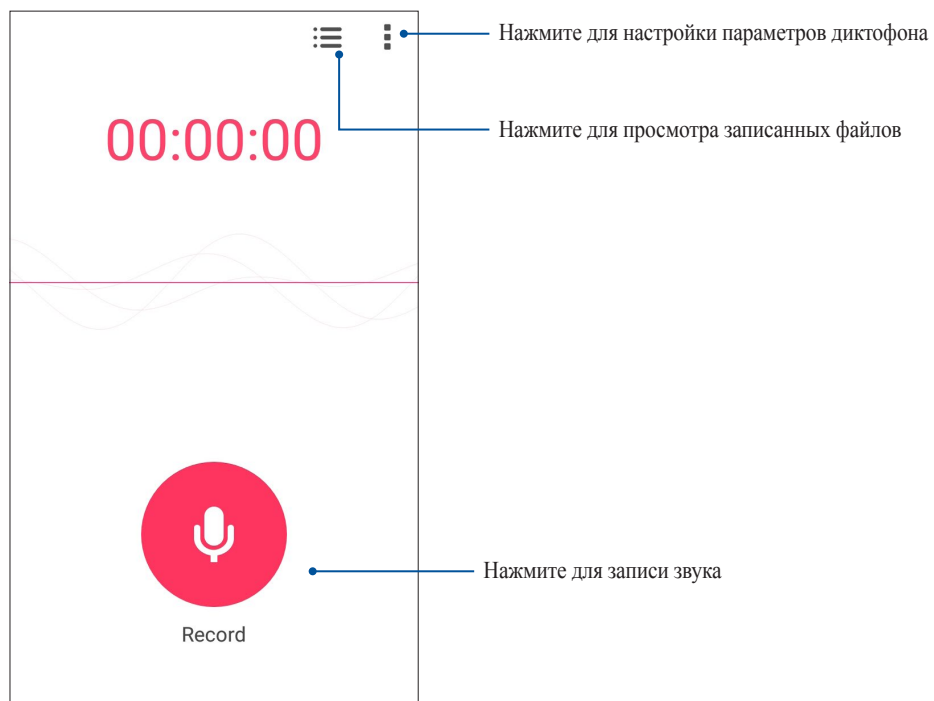 Нажмите для настройки параметров диктофона
Нажмите для просмотра записанных файлов
00:00:00
Нажмите для записи звука
Record